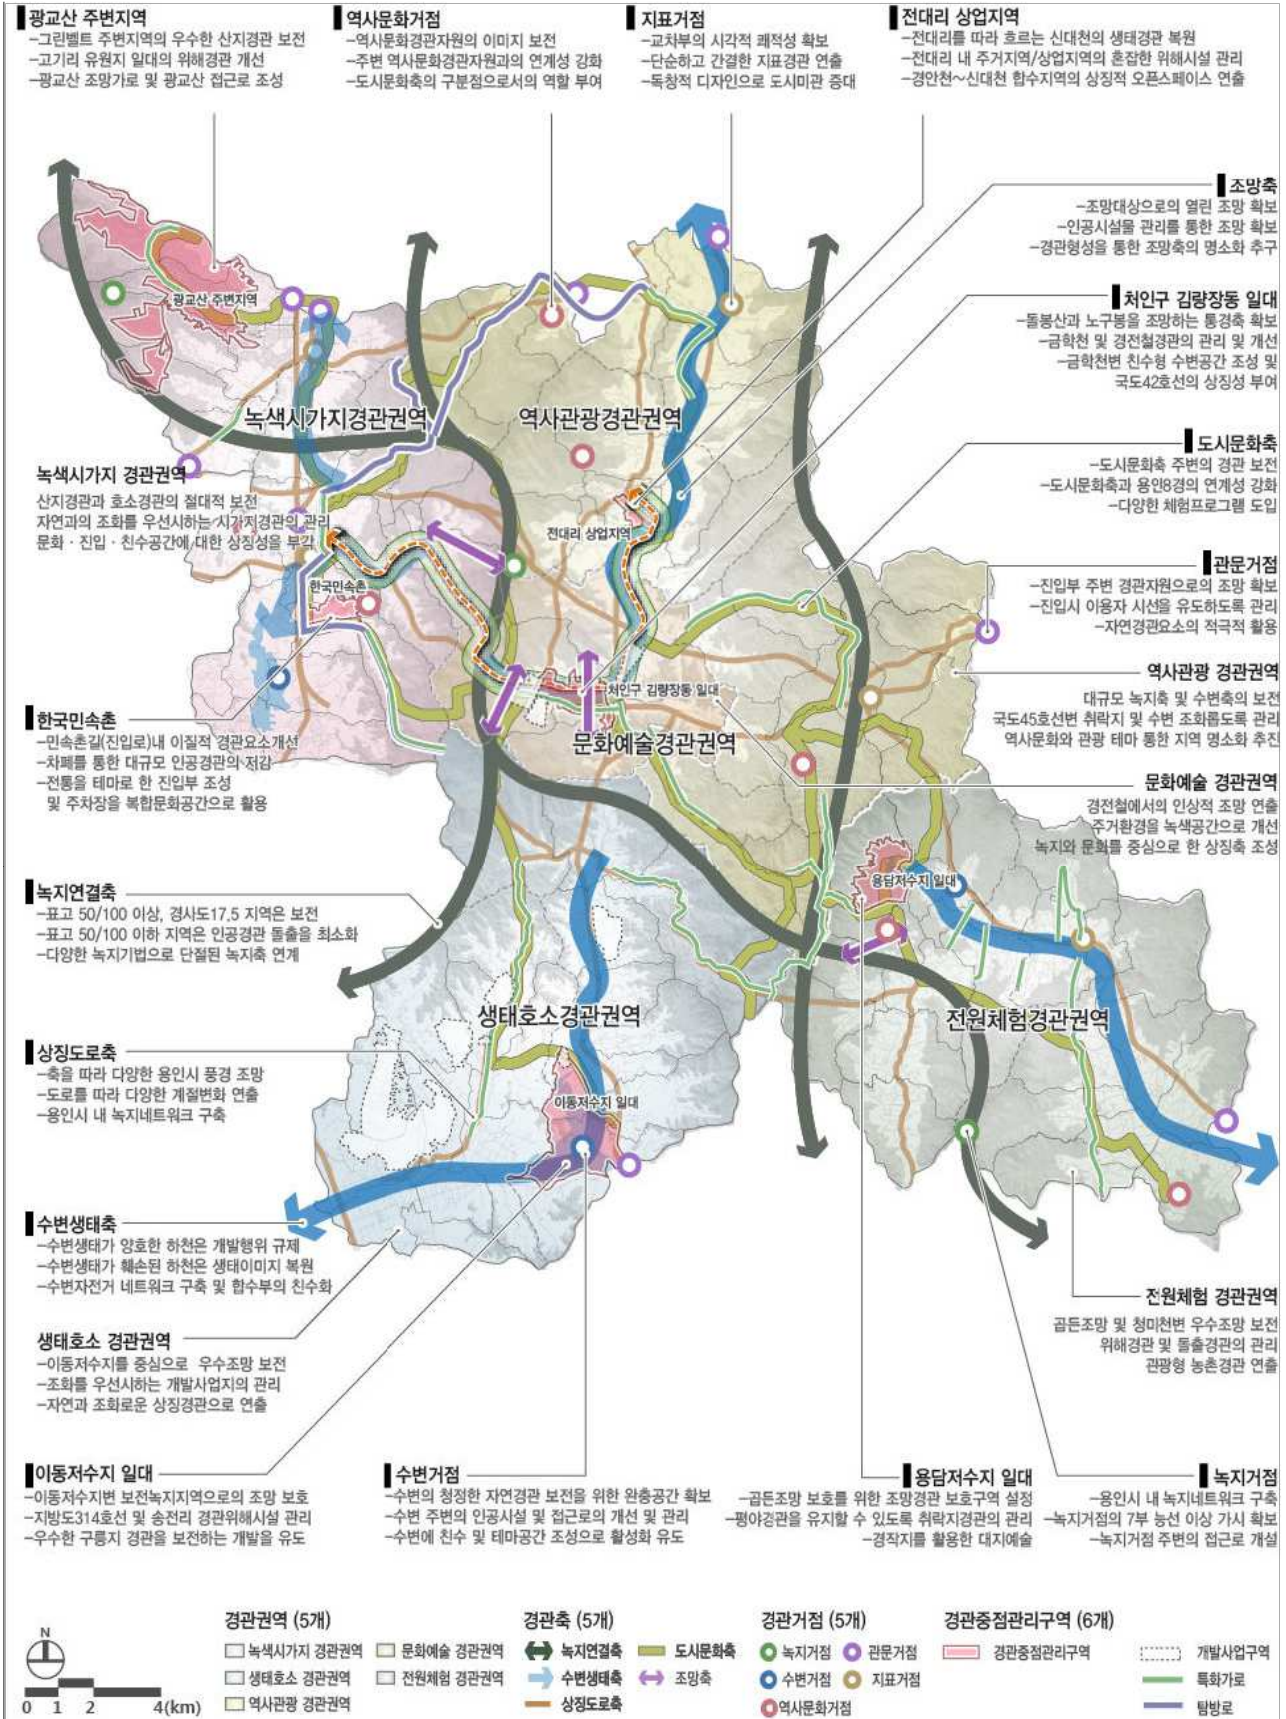 광교산 주변지역
-그린벨트 주변지역의 우수한 산지경관 보전
-고기리 유원지 일대의 위해경관 개선
-광교산 조망가로 및 광교산 접근로 조성
역사문화거점
-역사문화경관자원의 이미지 보전
-주변 역사문화경관자원과의 연계성 강화
-도시문화축의 구분점으로서의 역할 부여
지표거점
-교차부의 시각적 쾌적성 확보
-단순하고 간결한 지표경관 연출
-독창적 디자인으로 도시미관 증대
전대리 상업지역
-전대리를 따라 흐르는 신대천의 생태경관 복원
-전대리 내 주거지역/상업지역의 혼잡한 위해시설 관리
-경안천~신대천 합수지역의 상징적 오픈스페이스 연출
조망축
-조망대상으로의 열린 조망 확보
-인공시설물 관리를 통한 조망 확보
-경관형성을 통한 조망축의 명소화 추구
처인구 김량장동 일대
-돌봉산과 노구봉을 조망하는 통경축 확보
-금학천 및 경전철경관의 관리 및 개선
-금학천변 친수형 수변공간 조성 및
국도42호선의 상징성 부여
도시문화축
-도시문화축 주변의 경관 보전
-도시문화축과 용인8경의 연계성 강화
-다양한 체험프로그램 도입
관문거점
-진입부 주변 경관자원으로의 조망 확보
-진입시 이용자 시선을 유도하도록 관리
-자연경관요소의 적극적 활용
역사관광 경관권역
대규모 녹지축 및 수변축의 보전
국도45호선변 취락지 및 수변 조화롭도록 관리
역사문화와 관광 테마 통한 지역 명소화 추진
문화예술 경관권역
경전철에서의 인상적 조망 연출
주거환경을 녹색공간으로 개선
녹지와 문화를 중심으로 한 상징축 조성
광교산 주변지역
녹색시가지경관권역
역사관광경관권역
녹색시가지 경관권역
산지경관과 호소경관의 절대적 보전
자연과의 조화를 우선시하는 시가지경관의 관리
문화 · 진입 · 친수공간에 대한 상징성을 부각
전대리 상업지역
한국민속촌
처인구 김량장동 일대
문화예술경관권역
한국민속촌
-민속촌길(진입로)내 이질적 경관요소개선
-차폐를 통한 대규모 인공경관의 저감
-전통을 테마로 한 진입부 조성
및 주차장을 복합문화공간으로 활용
용담저수지 일대
녹지연결축
-표고 50/100 이상, 경사도17.5 지역은 보전
-표고 50/100 이하 지역은 인공경관 돌출을 최소화
-다양한 녹지기법으로 단절된 녹지축 연계
생태호소경관권역
전원체험경관권역
상징도로축
-축을 따라 다양한 용인시 풍경 조망
-도로를 따라 다양한 계절변화 연출
-용인시 내 녹지네트워크 구축
이동저수지 일대
수변생태축
-수변생태가 양호한 하천은 개발행위 규제
-수변생태가 훼손된 하천은 생태이미지 복원
-수변자전거 네트워크 구축 및 합수부의 친수화
생태호소 경관권역
-이동저수지를 중심으로 우수조망 보전
-조화를 우선시하는 개발사업지의 관리
-자연과 조화로운 상징경관으로 연출
전원체험 경관권역
곱든조망 및 청미천변 우수조망 보전
위해경관 및 돌출경관의 관리
관광형 농촌경관 연출
이동저수지 일대
-이동저수지변 보전녹지지역으로의 조망 보호
-지방도314호선 및 송전리 경관위해시설 관리
-우수한 구릉지 경관을 보전하는 개발을 유도
수변거점
-수변의 청정한 자연경관 보전을 위한 완충공간 확보
-수변 주변의 인공시설 및 접근로의 개선 및 관리
-수변에 친수 및 테마공간 조성으로 활성화 유도
용담저수지 일대
-곱든조망 보호를 위한 조망경관 보호구역 설정
-평야경관을 유지할 수 있도록 취락지경관의 관리
-경작지를 활용한 대지예술
녹지거점
-용인시 내 녹지네트워크 구축
-녹지거점의 7부 능선 이상 가시 확보
-녹지거점 주변의 접근로 개설
경관권역 (5개)
녹색시가지 경관권역
문화예술 경관권역
생태호소 경관권역
전원체험 경관권역
역사관광 경관권역
경관축 (5개)
녹지연결축
도시문화축
수변생태축
조망축
상징도로축
경관거점 (5개)
녹지거점
관문거점
수변거점
지표거점
역사문화거점
경관중점관리구역 (6개)
경관중점관리구역
개발사업구역
특화가로
탐방로
N
0 1 2 4(km)